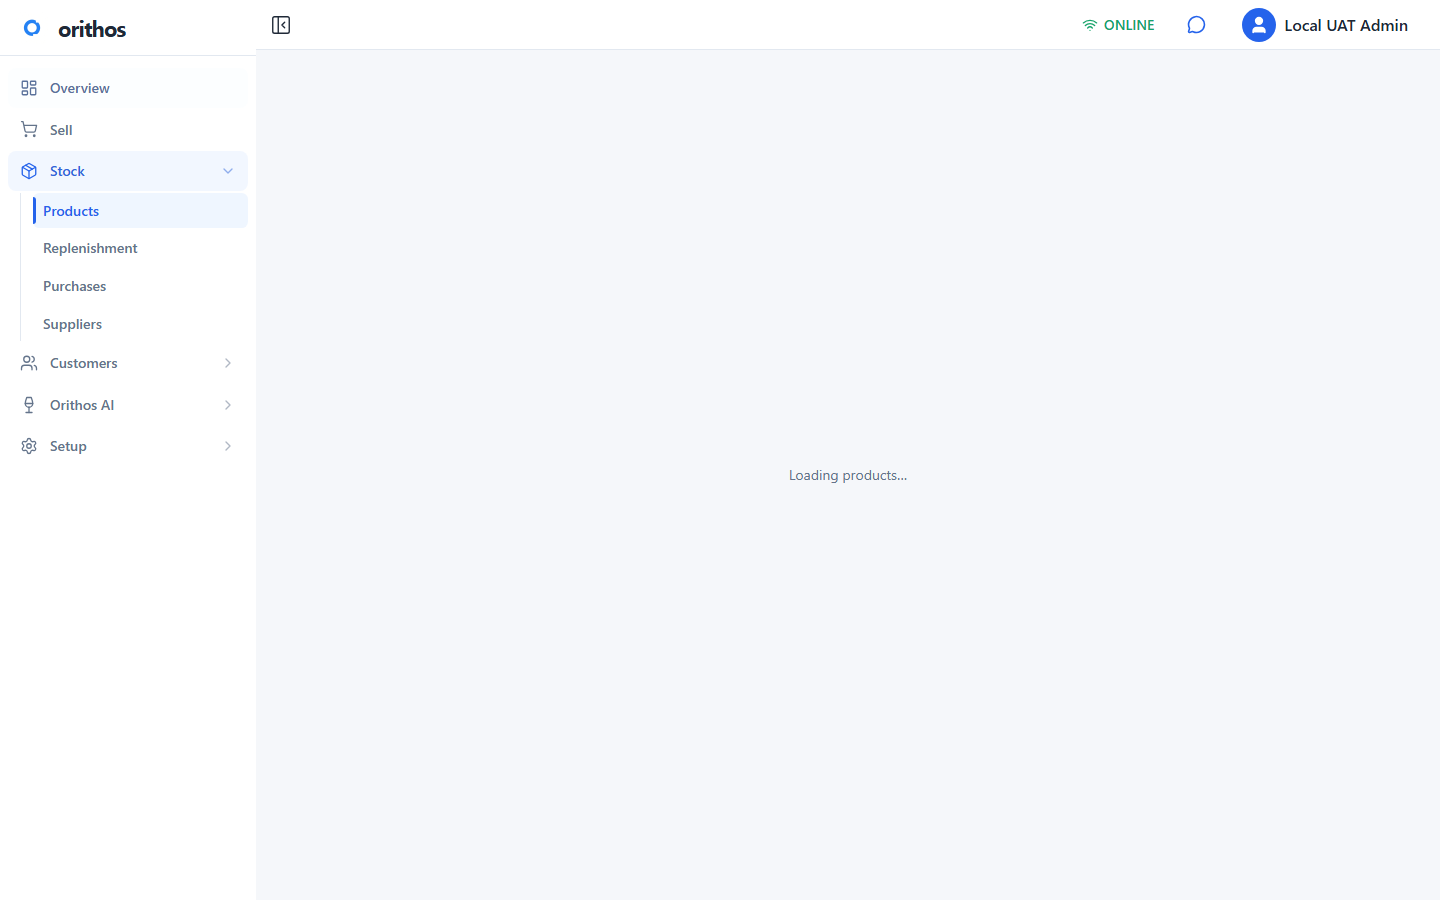 orithos
ONLINE
Local UAT Admin
Overview
Sell
Stock
Products
Replenishment
Purchases
Suppliers
Customers
Orithos AI
Setup
Loading products...